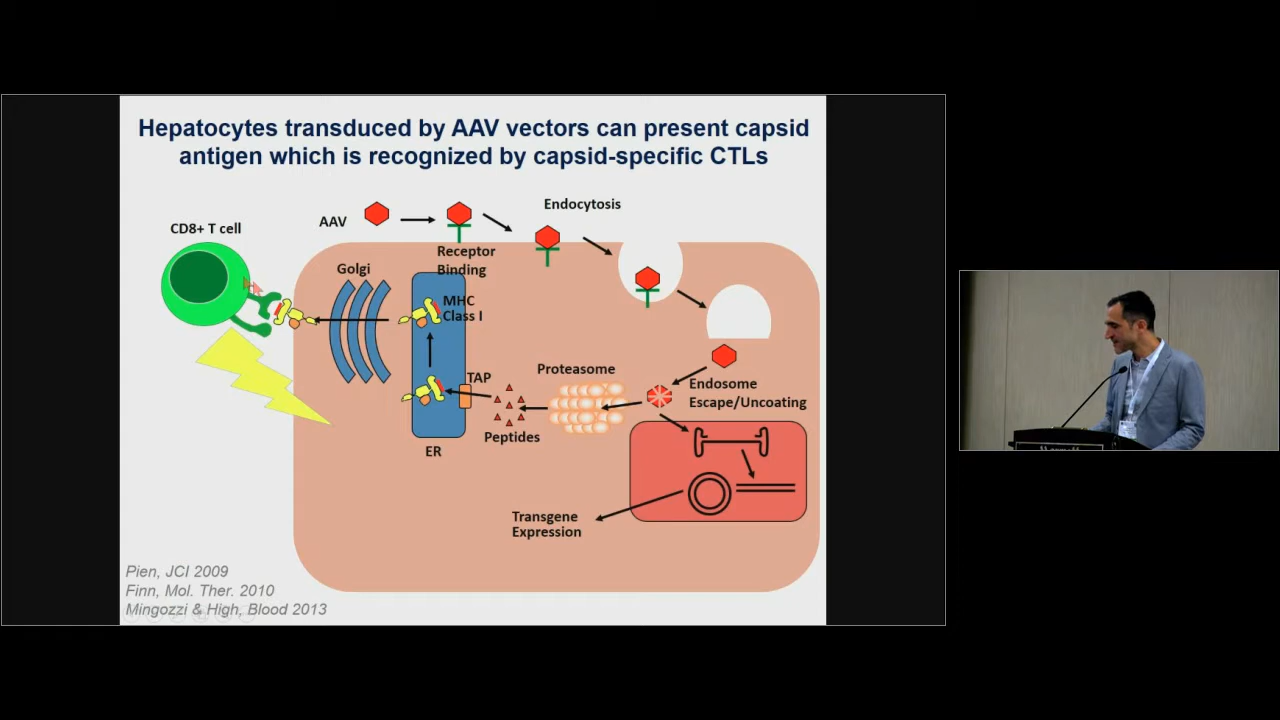 Hepatocytes transduced by AAV vectors can present capsid
antigen which is recognized by capsid-specific CTLs
CD8+ T cell
AAV
Endocytosis
Receptor
Binding
Golgi
MHC
Class I
TAP
Proteasome
Endosome
Escape/Uncoating
Peptides
ER
Transgene
Expression
Pien, JCI 2009
Finn, Mol. Ther. 2010
Mingozzi & High, Blood 2013